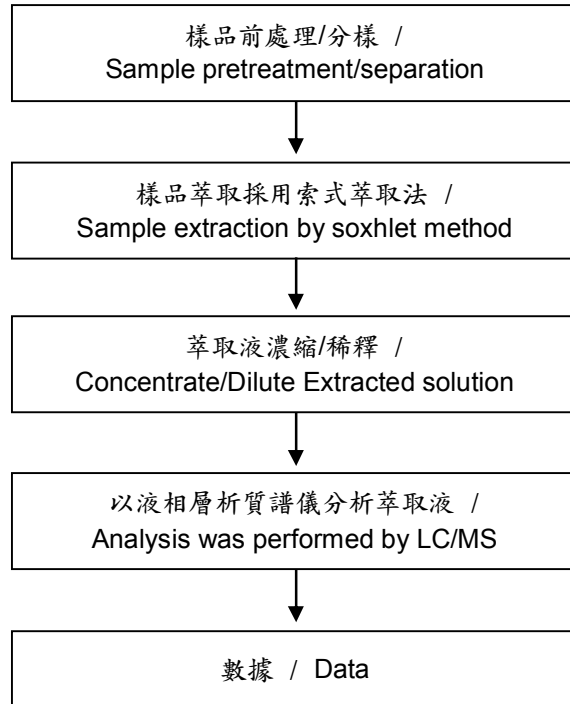 樣品前處理/分樣 /
Sample pretreatment/separation
樣品萃取採用索式萃取法 /
Sample extraction by soxhlet method
萃取液濃縮/稀釋 /
Concentrate/Dilute Extracted solution
以液相層析質譜儀分析萃取液 /
Analysis was performed by LC/MS
數據 / Data